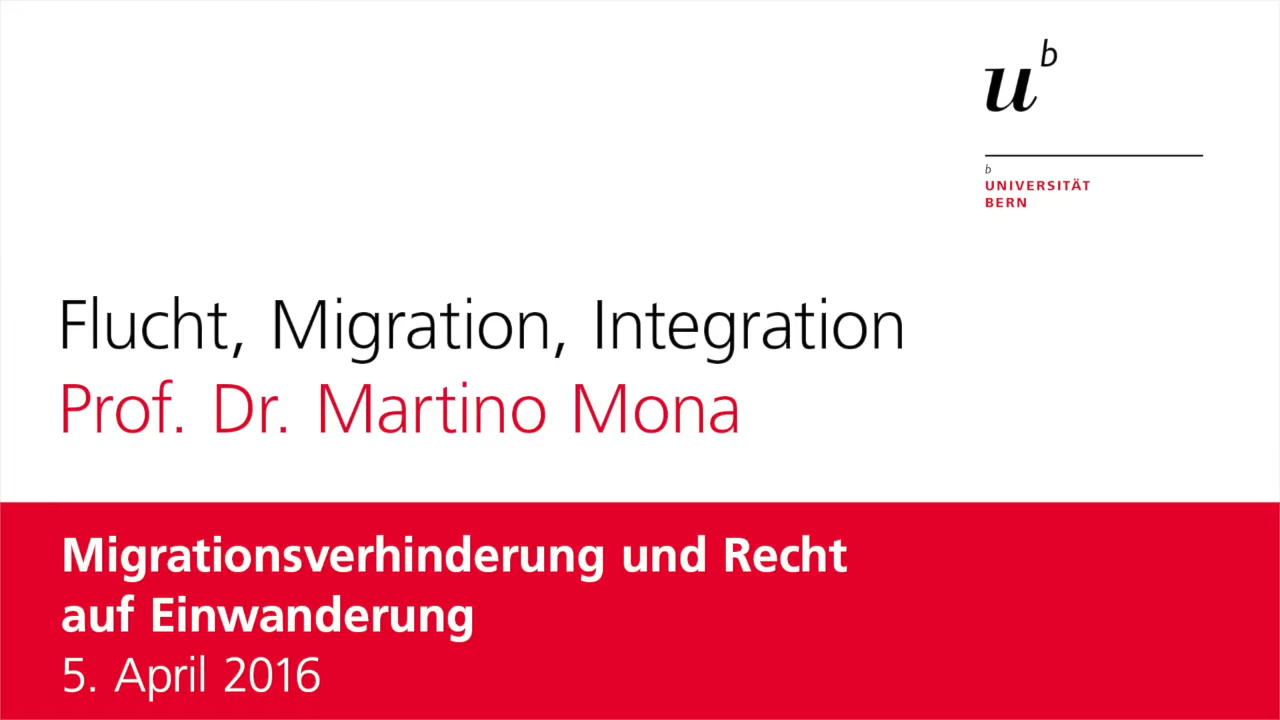 u b
b
UNIVERSITÄT
BERN
Flucht, Migration, Integration
Prof. Dr. Martino Mona
Migrationsverhinderung und Recht
auf Einwanderung
5. April 2016